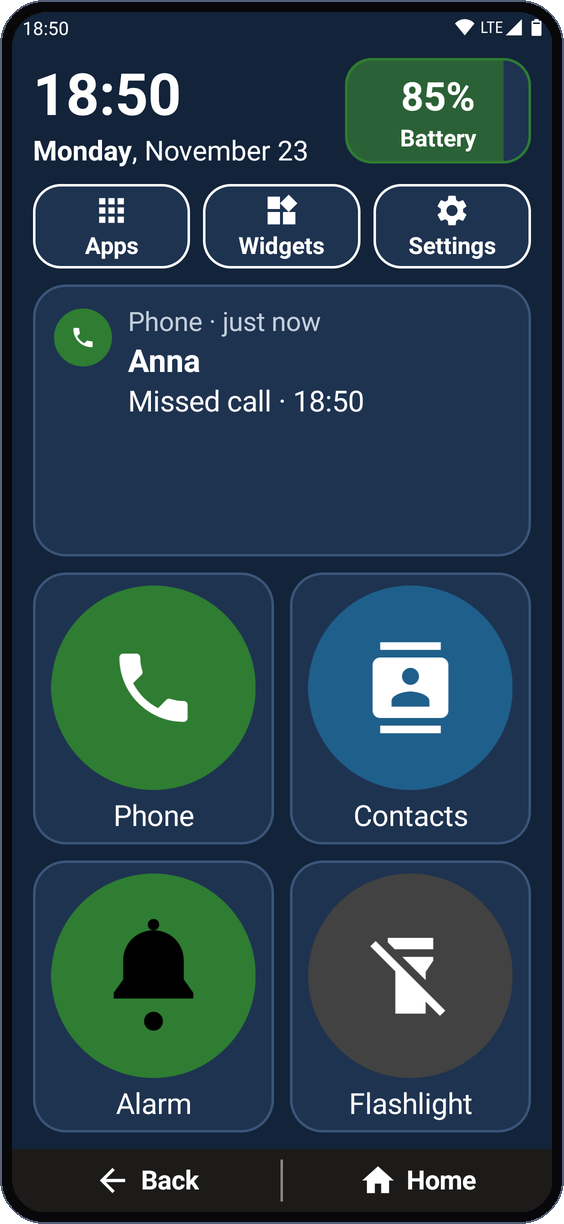 18:50
LTE
18:50
85%
Monday, November 23
Battery
Apps
Widgets
Settings
Phone · just now
Anna
Missed call · 18:50
Phone
Contacts
Alarm
Flashlight
Back
Home